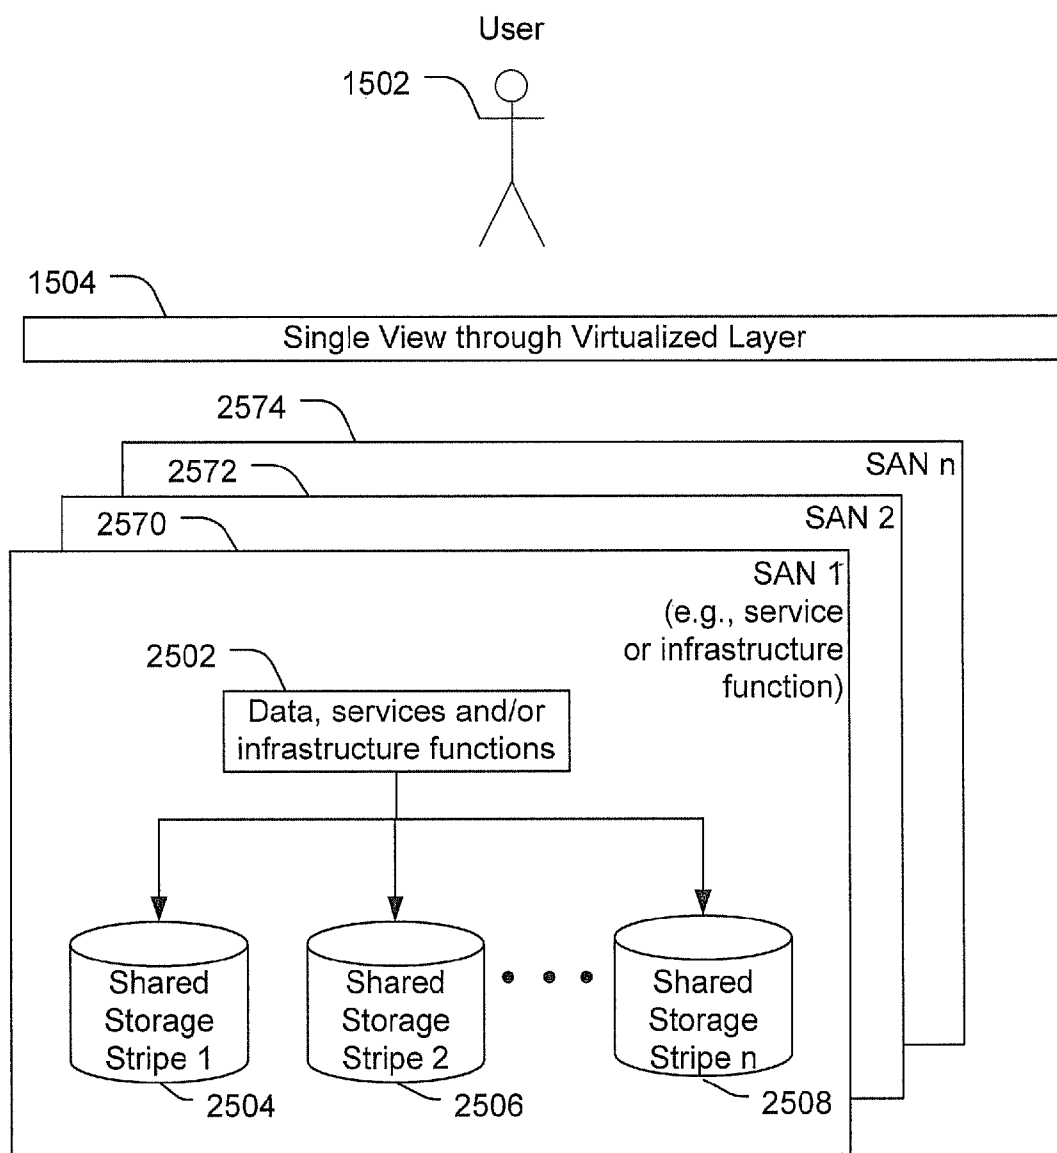 User
1502
1504
Single View through Virtualized Layer
2574
SAN n
2572
SAN 2
2570
SAN 1
(e.g., service
or infrastructure
function)
2502
Data, services and/or
infrastructure functions
Shared
Storage
Stripe 1
Shared
Storage
Stripe 2
Shared
Storage
Stripe n
2504
2506
2508